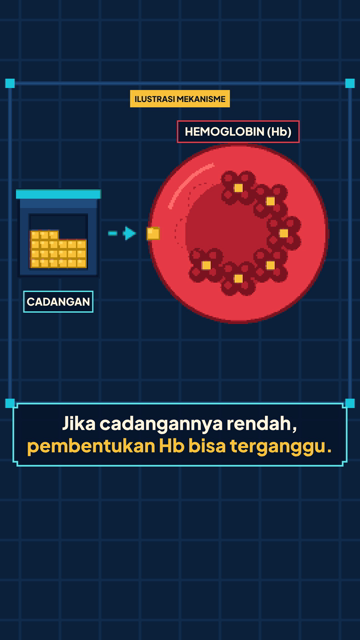 ILUSTRASI MEKANISME
HEMOGLOBIN (Hb)
CADANGAN
Jika cadangannya rendah,
pembentukan Hb bisa terganggu.